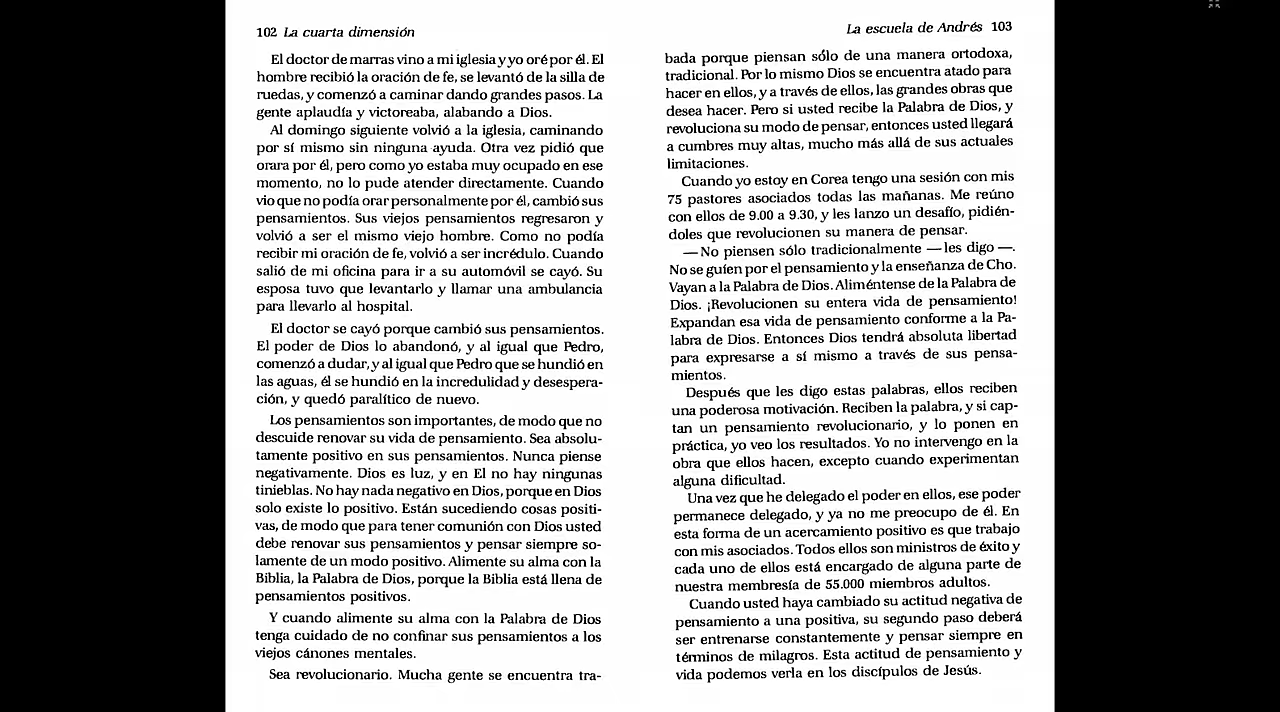 102 La cuarta dimensión
El doctor de marras vino a mi iglesia y yo oré por él. El
hombre recibió la oración de fe, se levantó de la silla de
ruedas, y comenzó a caminar dando grandes pasos. La
gente aplaudía y victoreaba, alabando a Dios.
Al domingo siguiente volvió a la iglesia, caminando
por sí mismo sin ninguna ayuda. Otra vez pidió que
orara por él, pero como yo estaba muy ocupado en ese
momento, no lo pude atender directamente. Cuando
vio que no podía orar personalmente por él, cambió sus
pensamientos. Sus viejos pensamientos regresaron y
volvió a ser el mismo viejo hombre. Como no podía
recibir mi oración de fe, volvió a ser incrédulo. Cuando
salió de mi oficina para ir a su automóvil se cayó. Su
esposa tuvo que levantarlo y llamar una ambulancia
para llevarlo al hospital.
El doctor se cayó porque cambió sus pensamientos.
El poder de Dios lo abandonó, y al igual que Pedro,
comenzó a dudar, y al igual que Pedro que se hundió en
las aguas, él se hundió en la incredulidad y desespera-
ción, y quedó paralítico de nuevo.
Los pensamientos son importantes, de modo que no
descuide renovar su vida de pensamiento. Sea absolu-
tamente positivo en sus pensamientos. Nunca piense
negativamente. Dios es luz, y en El no hay ningunas
tinieblas. No hay nada negativo en Dios, porque en Dios
solo existe lo positivo. Están sucediendo cosas positi-
vas, de modo que para tener comunión con Dios usted
debe renovar sus pensamientos y pensar siempre so-
lamente de un modo positivo. Alimente su alma con la
Biblia, la Palabra de Dios, porque la Biblia está llena de
pensamientos positivos.
Y cuando alimente su alma con la Palabra de Dios
tenga cuidado de no confinar sus pensamientos a los
viejos cánones mentales.
Sea revolucionario. Mucha gente se encuentra tra-
La escuela de Andrés 103
bada porque piensan sólo de una manera ortodoxa,
tradicional. Por lo mismo Dios se encuentra atado para
hacer en ellos, y a través de ellos, las grandes obras que
desea hacer. Pero si usted recibe la Palabra de Dios, y
revoluciona su modo de pensar, entonces usted llegará
a cumbres muy altas, mucho más allá de sus actuales
limitaciones.
Cuando yo estoy en Corea tengo una sesión con mis
75 pastores asociados todas las mañanas. Me reúno
con ellos de 9.00 a 9.30, y les lanzo un desafío, pidién-
doles que revolucionen su manera de pensar.
—No piensen sólo tradicionalmente —les digo —.
No se guíen por el pensamiento y la enseñanza de Cho.
Vayan a la Palabra de Dios. Aliméntense de la Palabra de
Dios. ¡Revolucionen su entera vida de pensamiento!
Expandan esa vida de pensamiento conforme a la Pa-
labra de Dios. Entonces Dios tendrá absoluta libertad
para expresarse a sí mismo a través de sus pensa-
mientos.
Después que les digo estas palabras, ellos reciben
una poderosa motivación. Reciben la palabra, y si cap-
tan un pensamiento revolucionario, y lo ponen en
práctica, yo veo los resultados. Yo no intervengo en la
obra que ellos hacen, excepto cuando experimentan
alguna dificultad.
Una vez que he delegado el poder en ellos, ese poder
permanece delegado, y ya no me preocupo de él. En
esta forma de un acercamiento positivo es que trabajo
con mis asociados. Todos ellos son ministros de éxito y
cada uno de ellos está encargado de alguna parte de
nuestra membresía de 55.000 miembros adultos.
Cuando usted haya cambiado su actitud negativa de
pensamiento a una positiva, su segundo paso deberá
ser entrenarse constantemente y pensar siempre en
términos de milagros. Esta actitud de pensamiento y
vida podemos verla en los discípulos de Jesús.